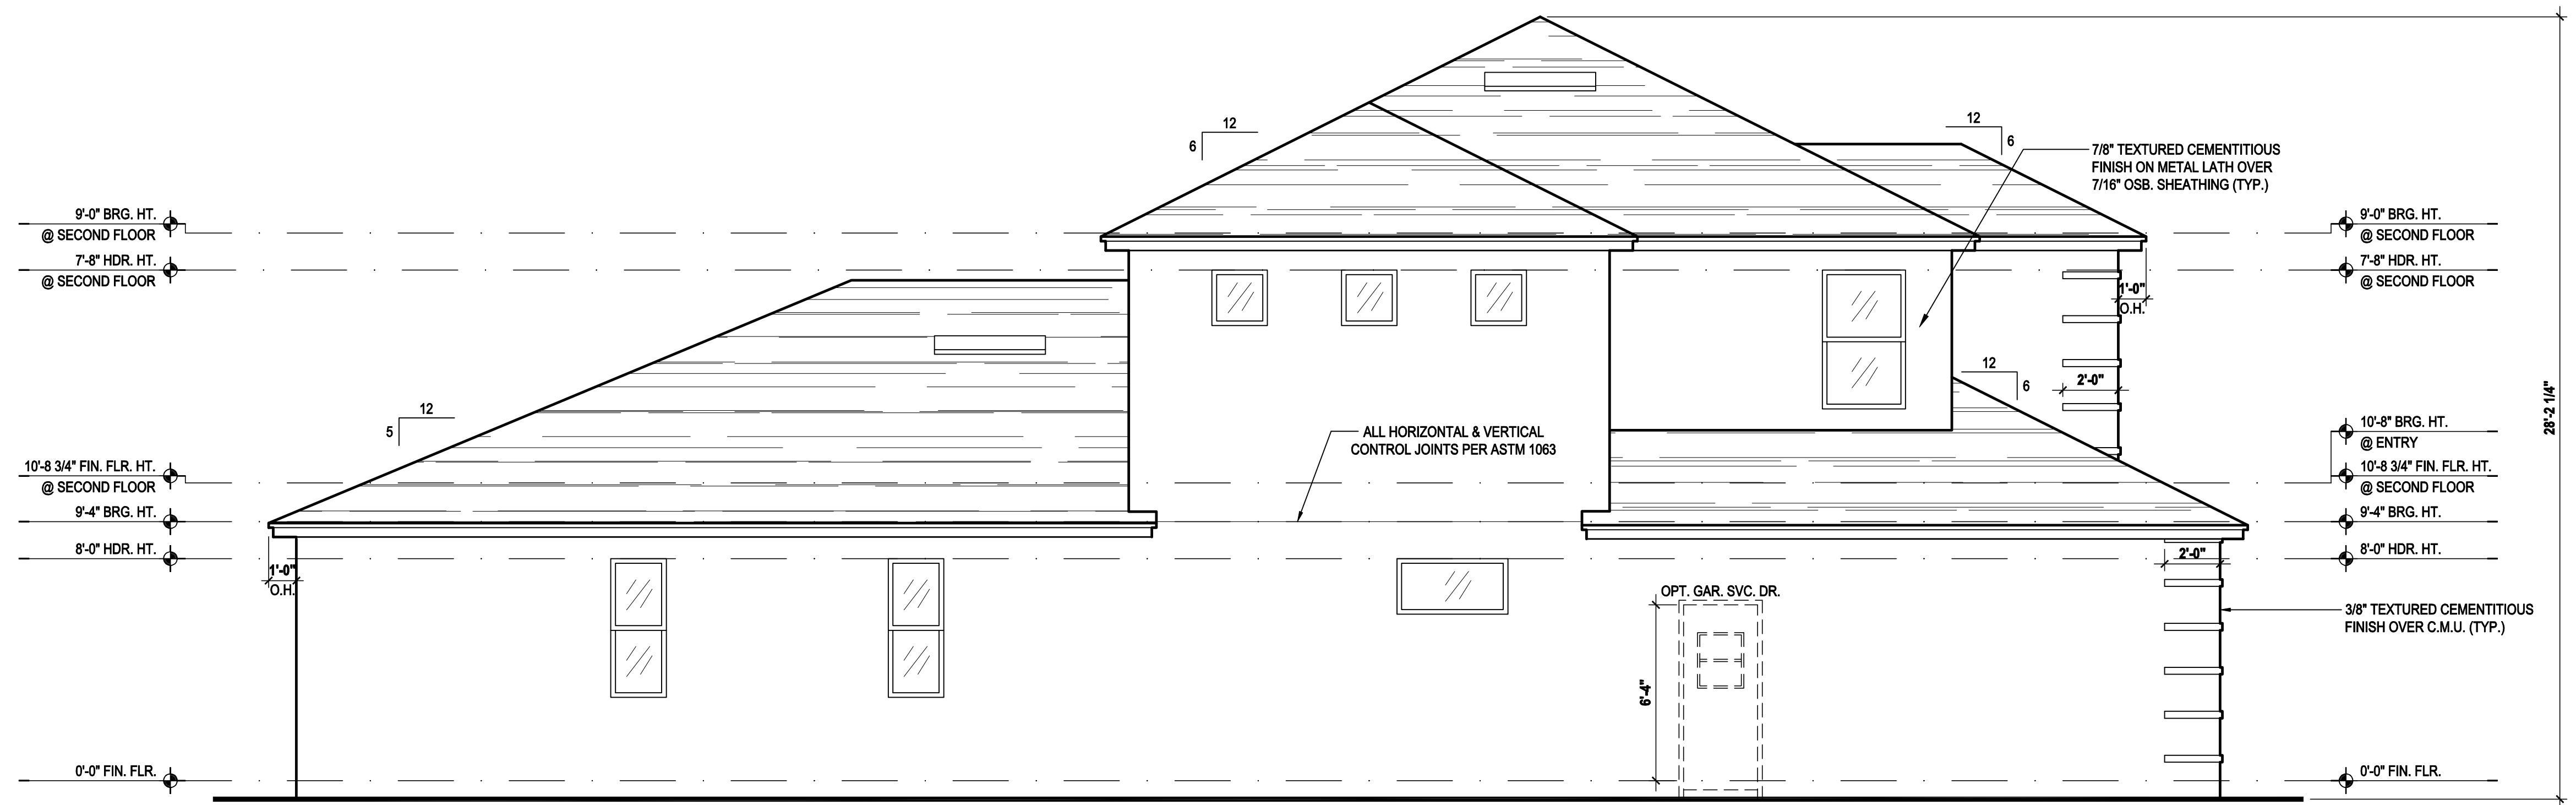 12
6
12
6
7/8" TEXTURED CEMENTITIOUS
FINISH ON METAL LATH OVER
7/16" OSB. SHEATHING (TYP.)
9'-0" BRG. HT.
@ SECOND FLOOR
7'-8" HDR. HT.
@ SECOND FLOOR
9'-0" BRG. HT.
@ SECOND FLOOR
7'-8" HDR. HT.
@ SECOND FLOOR
1'-0"
O.H.
12
6
2'-0"
12
5
28'-2 1/4"
ALL HORIZONTAL & VERTICAL
CONTROL JOINTS PER ASTM 1063
10'-8" BRG. HT.
@ ENTRY
10'-8 3/4" FIN. FLR. HT.
@ SECOND FLOOR
9'-4" BRG. HT.
8'-0" HDR. HT.
10'-8 3/4" FIN. FLR. HT.
@ SECOND FLOOR
9'-4" BRG. HT.
8'-0" HDR. HT.
1'-0"
O.H.
2'-0"
OPT. GAR. SVC. DR.
6'-4"
3/8" TEXTURED CEMENTITIOUS
FINISH OVER C.M.U. (TYP.)
0'-0" FIN. FLR.
0'-0" FIN. FLR.